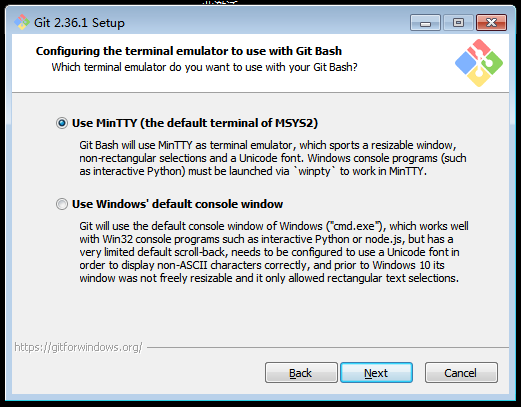 Git 2.36.1 Setup
Configuring the terminal emulator to use with Git Bash
Which terminal emulator do you want to use with your Git Bash?
Use MinTTY (the default terminal of MSYS2)
Git Bash will use MinTTY as terminal emulator, which sports a resizable window,
non-rectangular selections and a Unicode font. Windows console programs (such
as interactive Python) must be launched via `winpty` to work in MinTTY.
Use Windows' default console window
Git will use the default console window of Windows ("cmd.exe"), which works well
with Win32 console programs such as interactive Python or node.js, but has a
very limited default scroll-back, needs to be configured to use a Unicode font in
order to display non-ASCII characters correctly, and prior to Windows 10 its
window was not freely resizable and it only allowed rectangular text selections.
https://gitforwindows.org/
Back
Next
Cancel